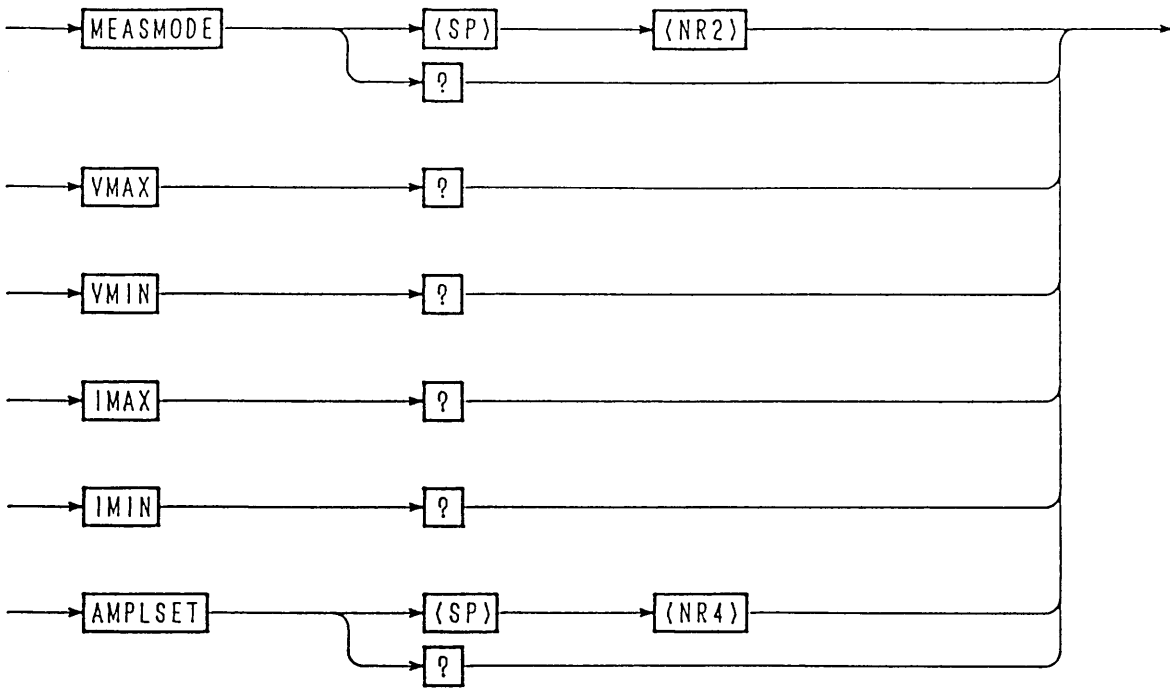 MEASMODE ⟨SP⟩ ⟨NR2⟩
?
VMAX ?
VMIN ?
IMAX ?
IMIN ?
AMPLSET ⟨SP⟩ ⟨NR4⟩
?